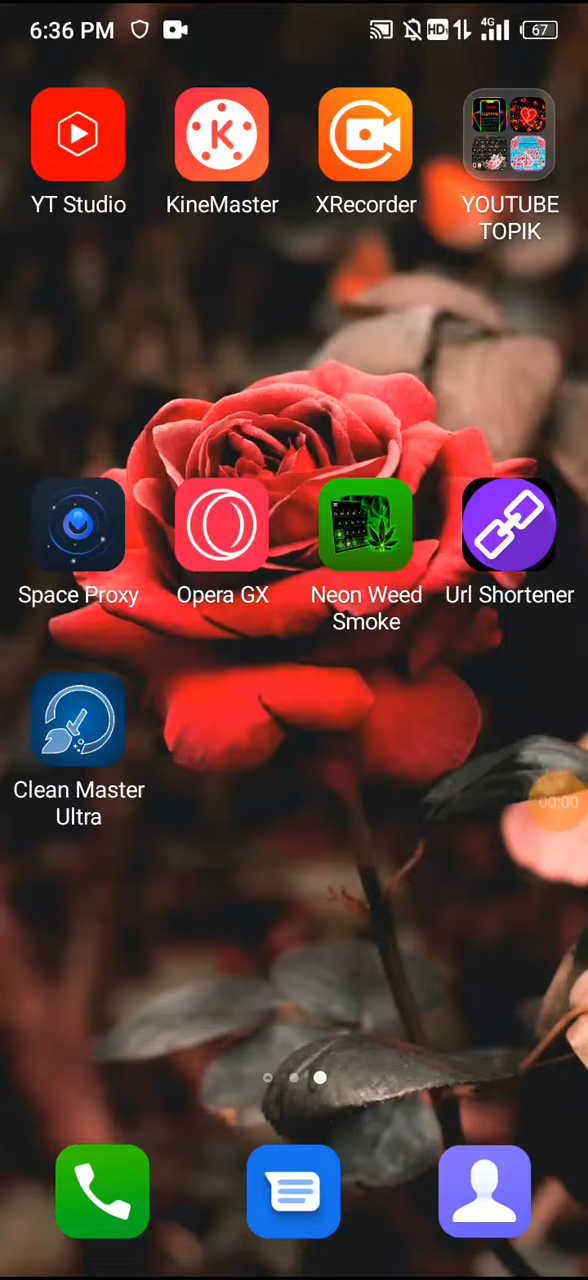 6:36 PM
HD
4G
67
YT Studio
KineMaster
XRecorder
YOUTUBE
TOPIK
Space Proxy
Opera GX
Neon Weed
Smoke
Url Shortener
Clean Master
Ultra
00:00